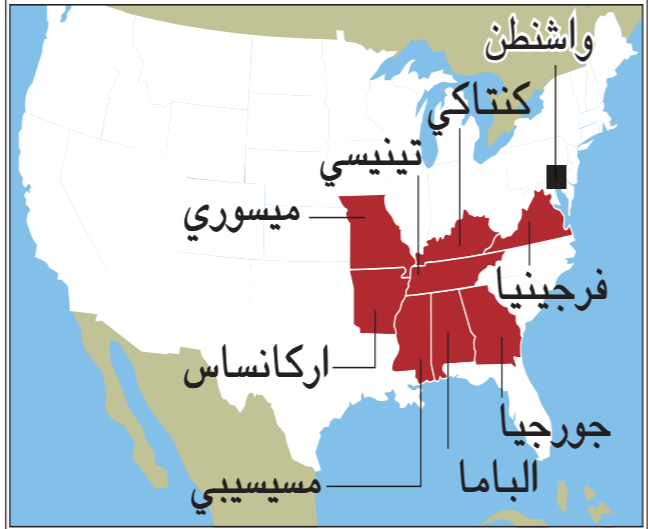 واشنطن
كنتاكي
تينيسي
ميسوري
فرجينيا
اركانساس
جورجيا
الباما
مسيسيبي